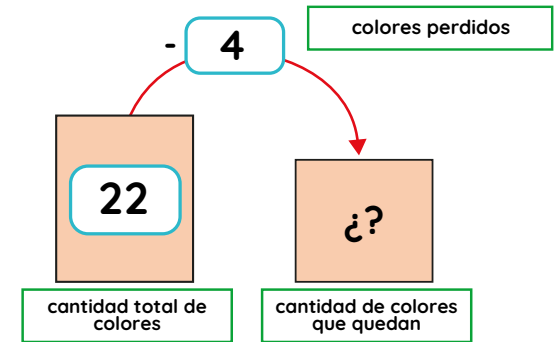 - 4
colores perdidos
22
¿?
cantidad total de
colores
cantidad de colores
que quedan